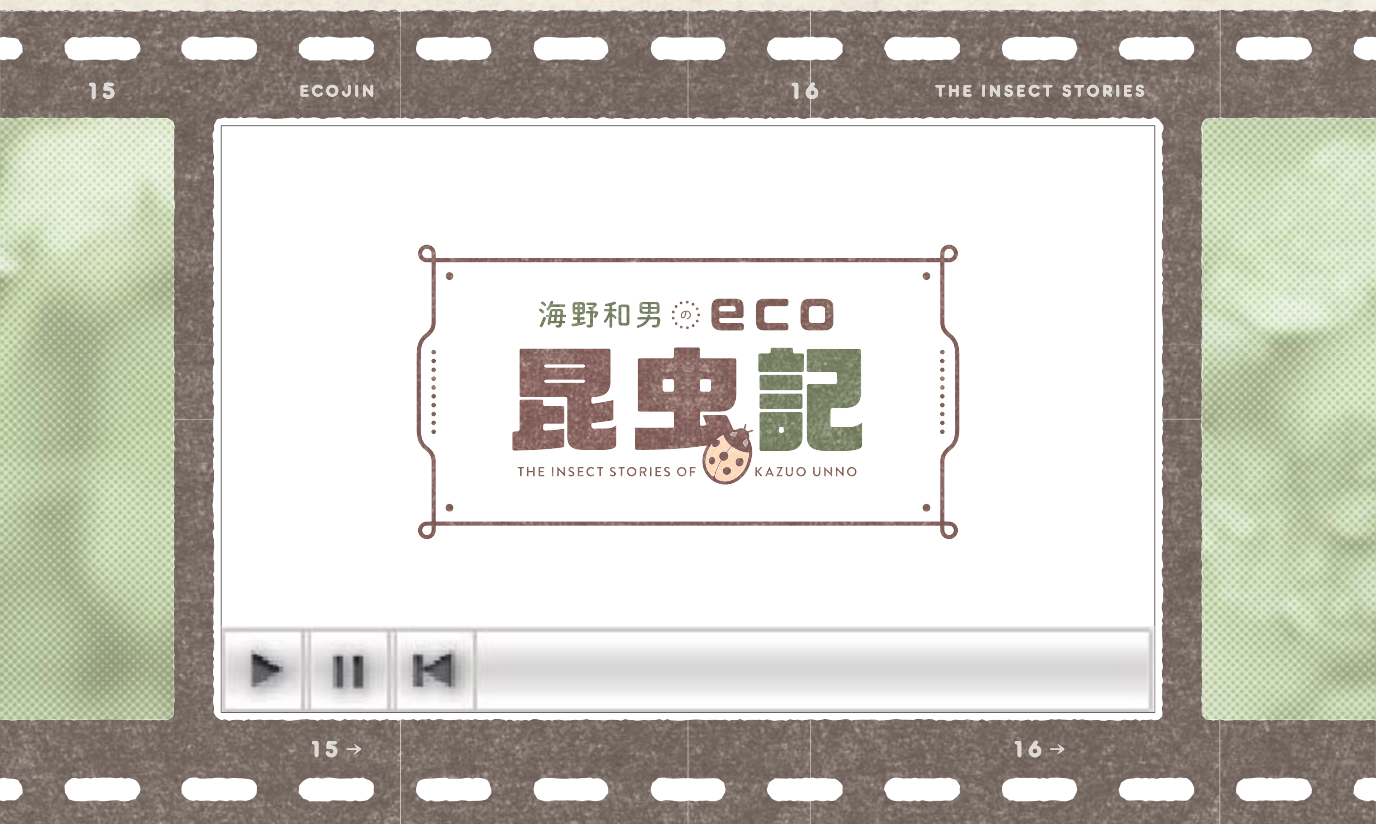 15 ECOJIN 16 THE INSECT STORIES
海野和男のeco
昆虫記
THE INSECT STORIES OF KAZUO UNNO
15→ 16→